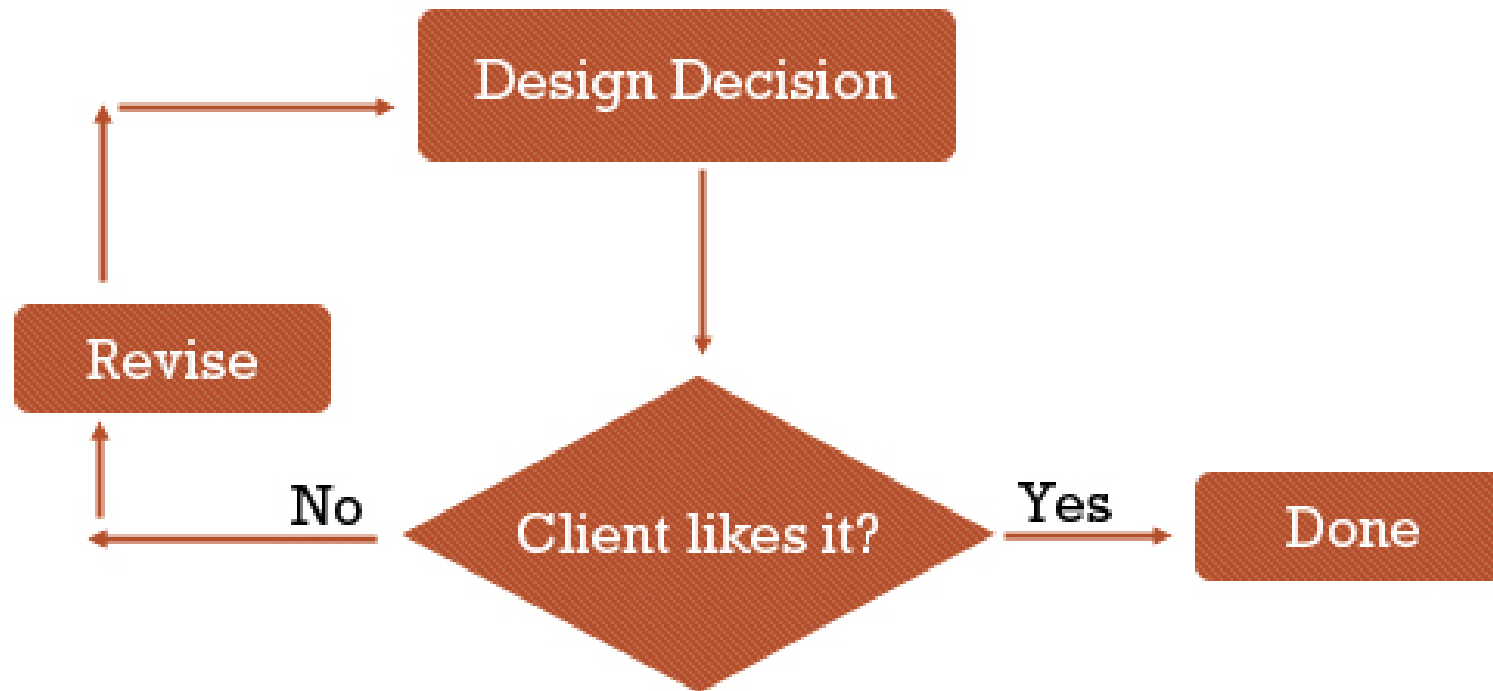 Design Decision
Revise
No
Client likes it?
Yes
Done